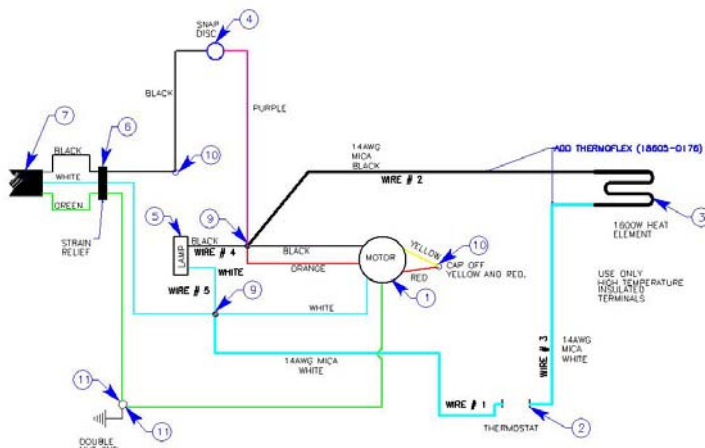 4
SNAP
DISC
7
6
BLACK
PURPLE
BLACK
WHITE
GREEN
10
STRAIN
RELIEF
14AWG
MICA
BLACK
WIRE # 2
ADD THERMOFLEX (18603-0176)
3
1600W HEAT
ELEMENT
5
9
LAMP
BLACK
WIRE # 4
BLACK
ORANGE
MOTOR
YELLOW
RED
10
CAP OFF
YELLOW AND RED.
USE ONLY
HIGH TEMPERATURE
INSULATED
TERMINALS
WHITE
WIRE # 5
9
WHITE
1
14AWG MICA
WHITE
WIRE # 3
14AWG
MICA
WHITE
WIRE # 1
THERMOSTAT
2
11
11
DOUBLE